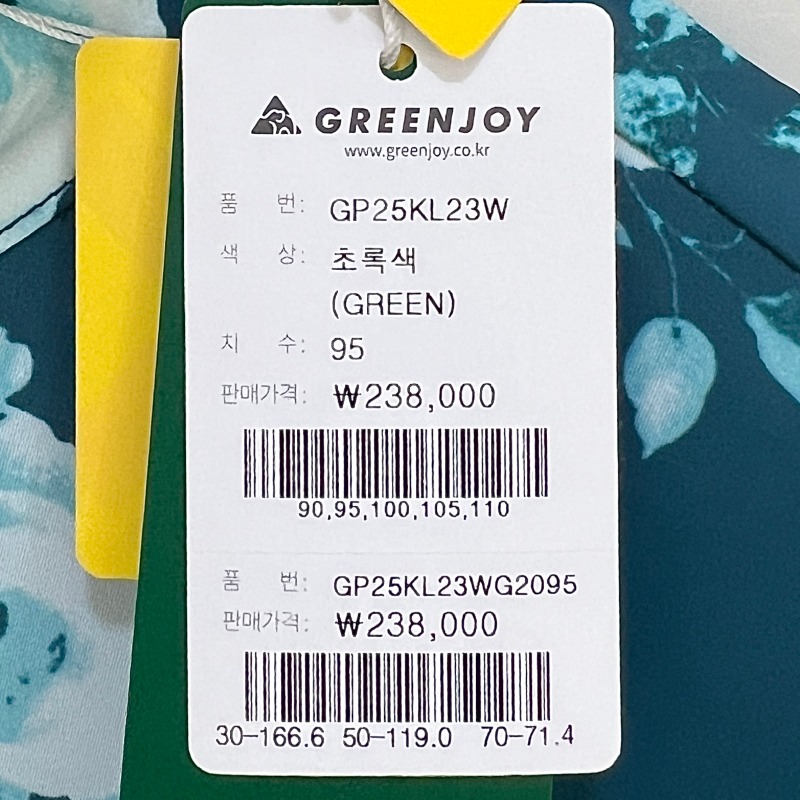 GREENJOY
www.greenjoy.co.kr
품 번: GP25KL23W
색 상: 초록색
(GREEN)
치 수: 95
판매가격: ₩238,000
90,95,100,105,110
품 번: GP25KL23WG2095
판매가격: ₩238,000
30-166.6 50-119.0 70-71.4